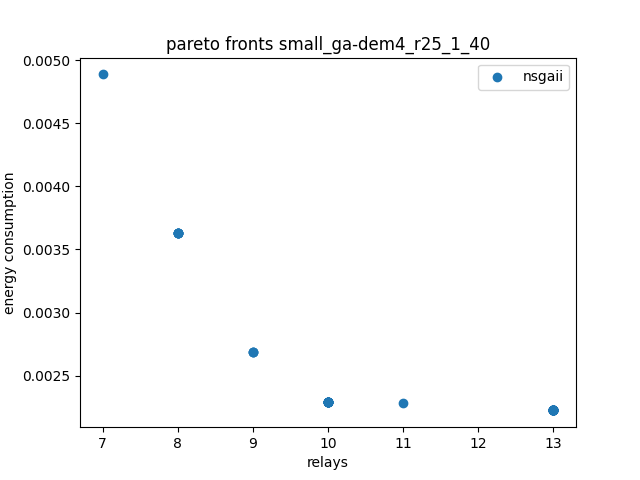 pareto fronts small_ga-dem4_r25_1_40
nsgaii
energy consumption
0.0050
0.0045
0.0040
0.0035
0.0030
0.0025
7 8 9 10 11 12 13
relays